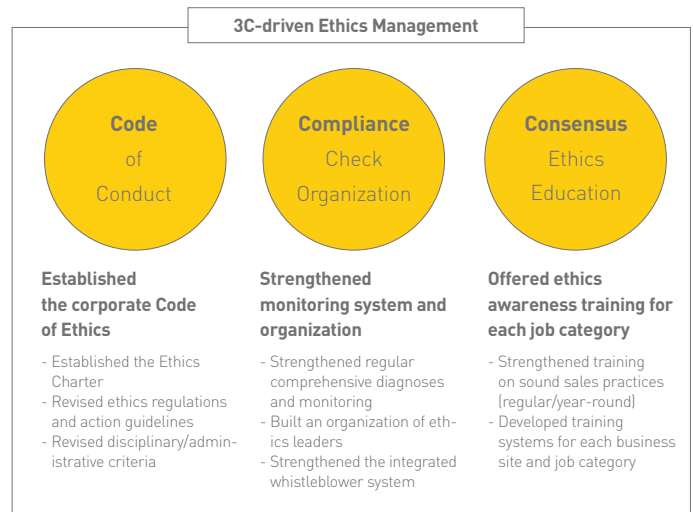 3C-driven Ethics Management
Code
of
Conduct
Compliance
Check
Organization
Consensus
Ethics
Education
Established
the corporate Code
of Ethics
- Established the Ethics
Charter
- Revised ethics regulations
and action guidelines
- Revised disciplinary/admin-
istrative criteria
Strengthened
monitoring system and
organization
- Strengthened regular
comprehensive diagnoses
and monitoring
- Built an organization of eth-
ics leaders
- Strengthened the integrated
whistleblower system
Offered ethics
awareness training for
each job category
- Strengthened training
on sound sales practices
(regular/year-round)
- Developed training
systems for each business
site and job category